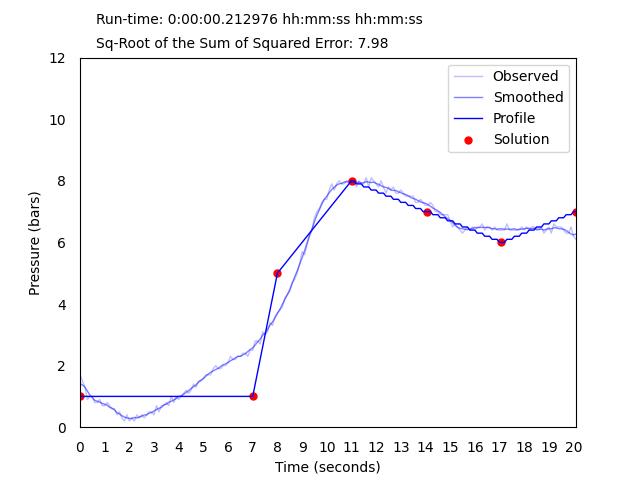 Run-time: 0:00:00.212976 hh:mm:ss hh:mm:ss
Sq-Root of the Sum of Squared Error: 7.98
12
10
8
6
4
2
0
Pressure (bars)
Observed
Smoothed
Profile
Solution
0 1 2 3 4 5 6 7 8 9 10 11 12 13 14 15 16 17 18 19 20
Time (seconds)